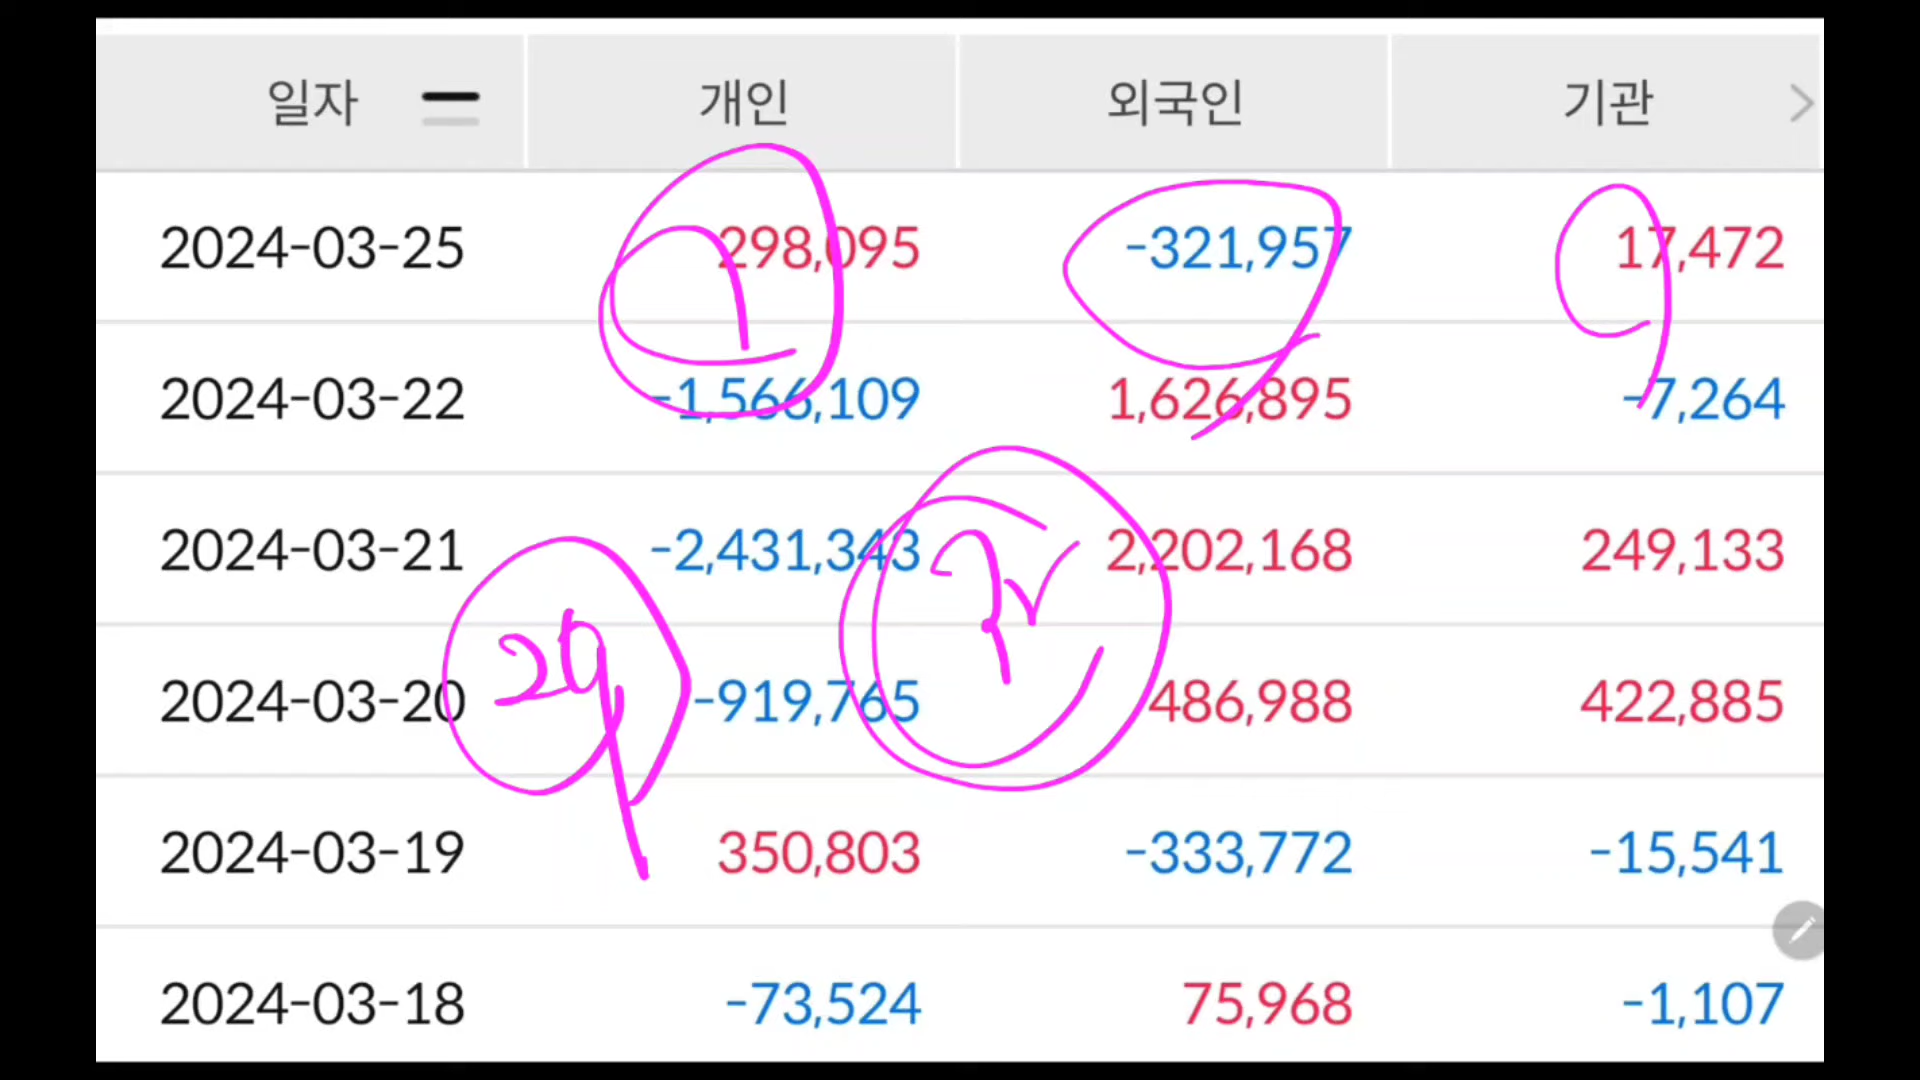 일자 개인 외국인 기관
2024-03-25 298,095 -321,957 17,472
2024-03-22 -1,566,109 1,626,895 -7,264
2024-03-21 -2,431,343 2,202,168 249,133
2024-03-20 -919,765 486,988 422,885
2024-03-19 350,803 -333,772 -15,541
2024-03-18 -73,524 75,968 -1,107